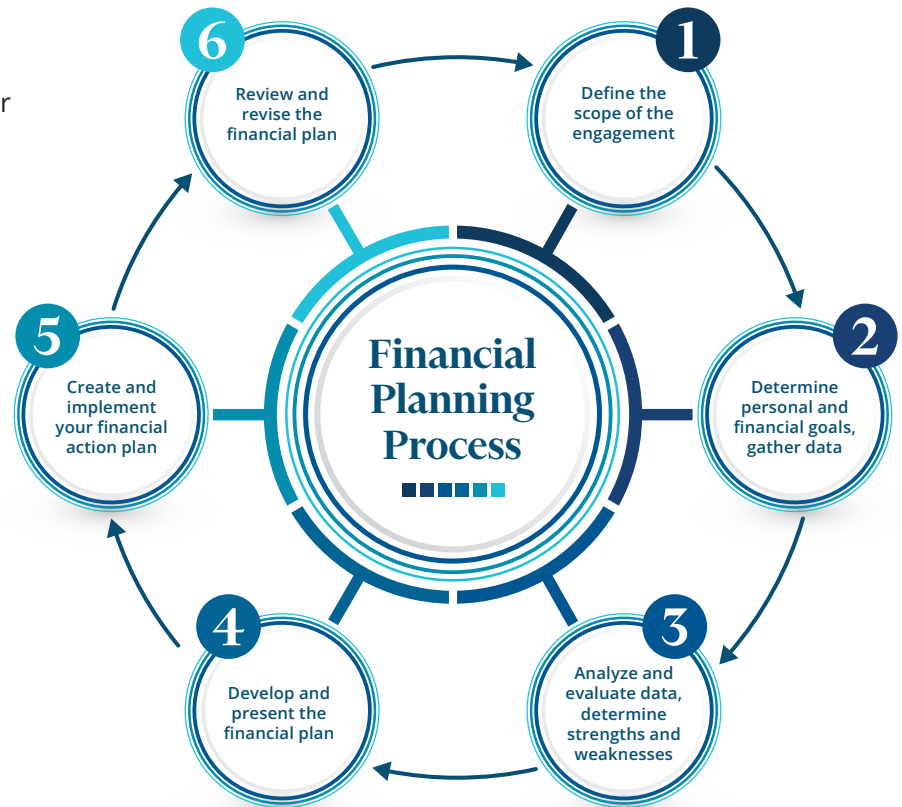 r
6
Review and
revise the
financial plan
1
Define the
scope of the
engagement
5
Create and
implement
your financial
action plan
Financial
Planning
Process
2
Determine
personal and
financial goals,
gather data
4
Develop and
present the
financial plan
3
Analyze and
evaluate data,
determine
strengths and
weaknesses